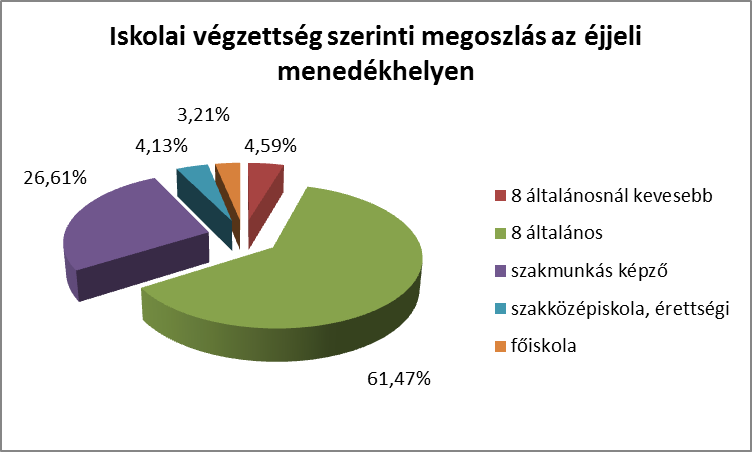 Iskolai végzettség szerinti megoszlás az éjjeli
menedékhelyen
3,21%
4,13%
4,59%
26,61%
61,47%
8 általánosnál kevesebb
8 általános
szakmunkás képző
szakközépiskola, érettségi
főiskola